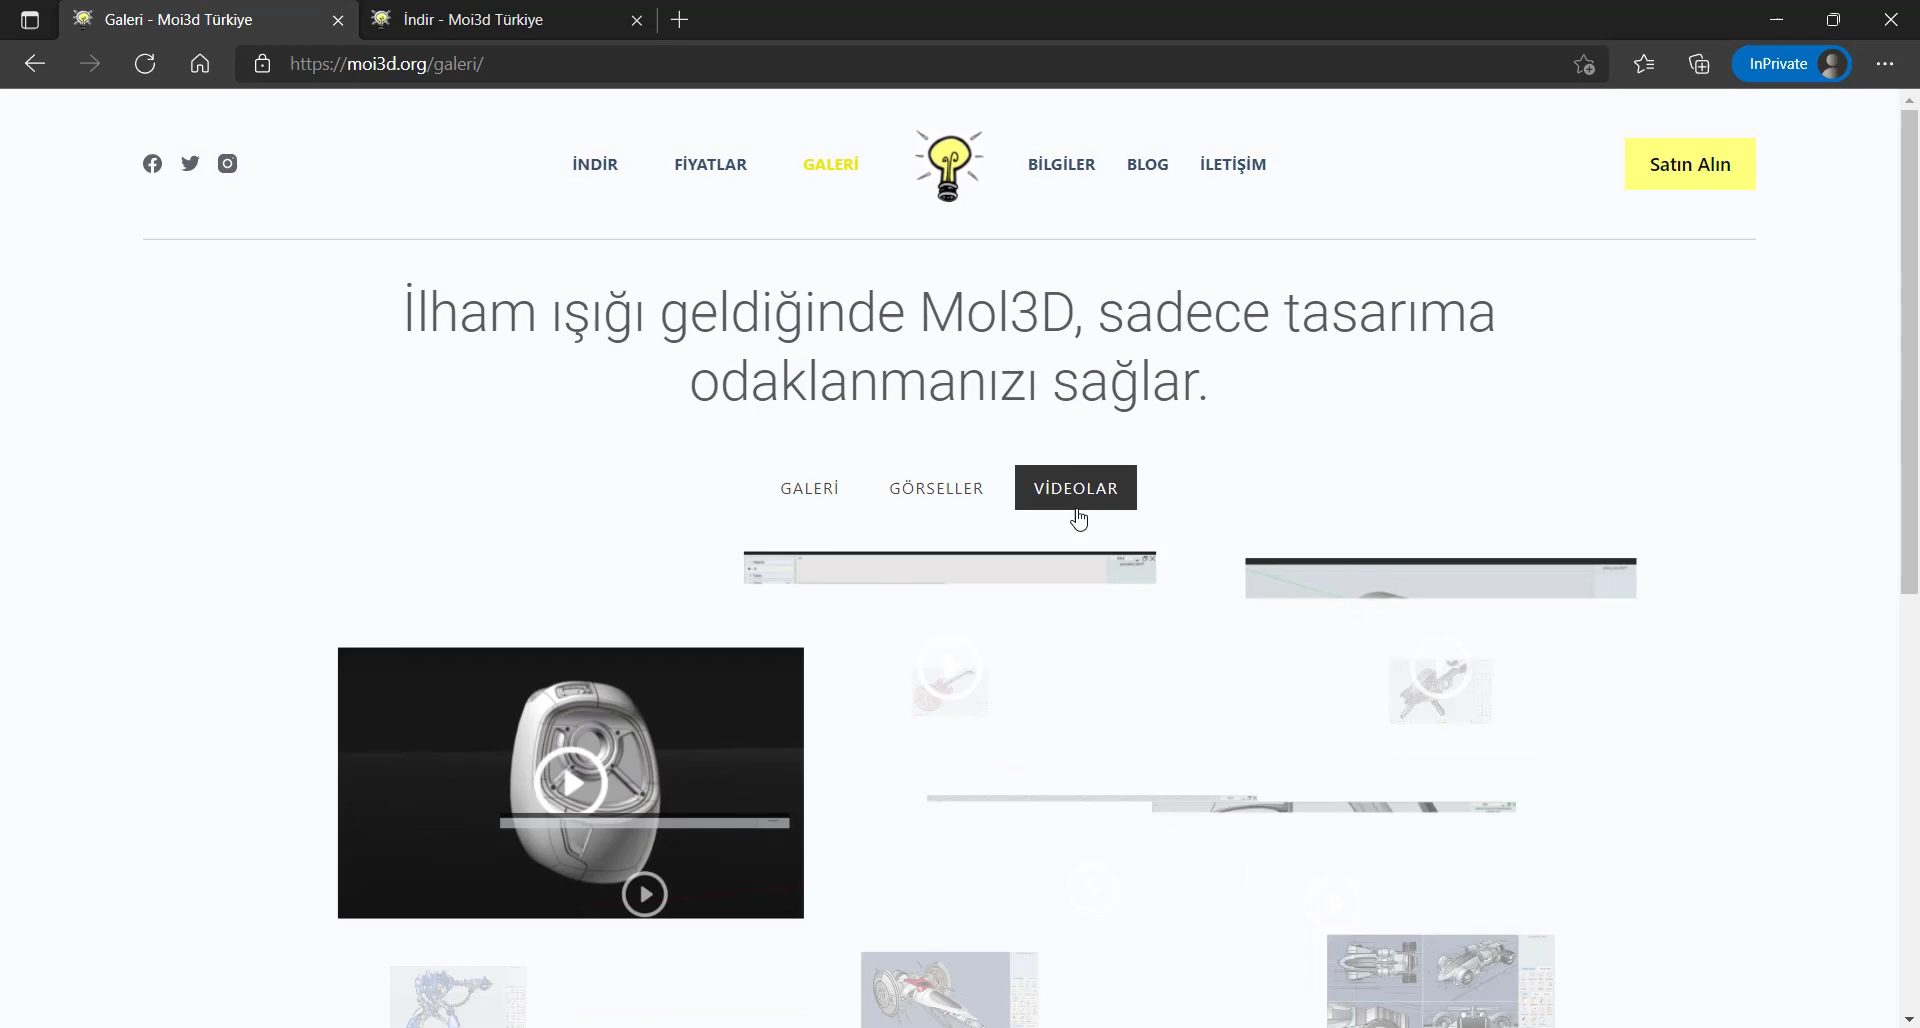 Galeri - Moi3d Türkiye
İndir - Moi3d Türkiye
https://moi3d.org/galeri/
InPrivate
İNDİR
FİYATLAR
GALERİ
BİLGİLER
BLOG
İLETİŞİM
Satın Alın
İlham ışığı geldiğinde Mol3D, sadece tasarıma
odaklanmanızı sağlar.
GALERİ
GÖRSELLER
VİDEOLAR